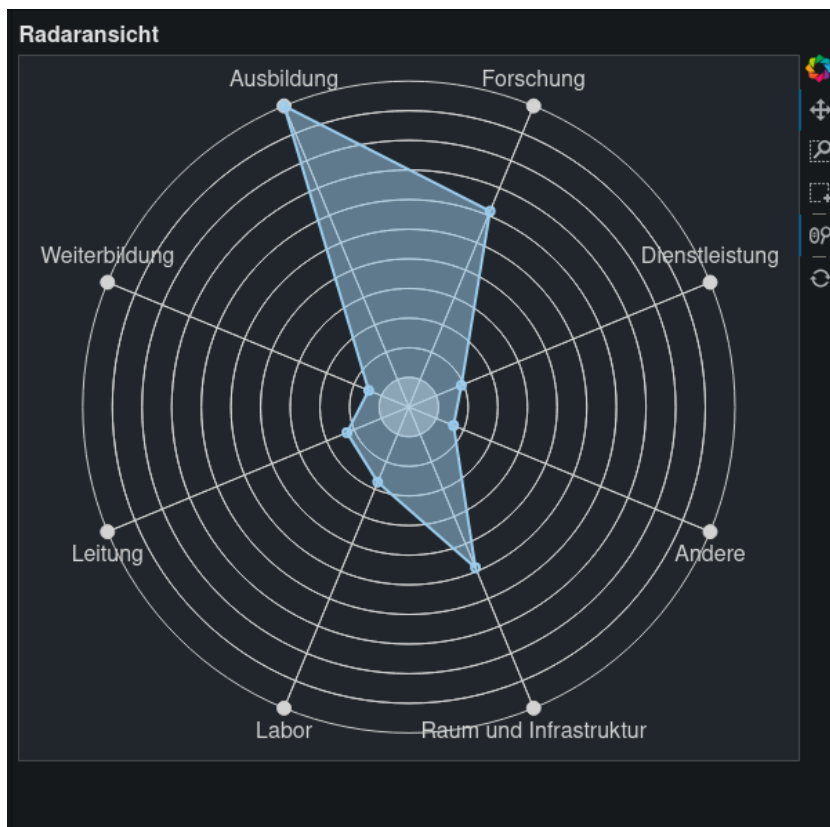 Radaransicht
Ausbildung
Forschung
Weiterbildung
Dienstleistung
Leitung
Andere
Labor
Raum und Infrastruktur